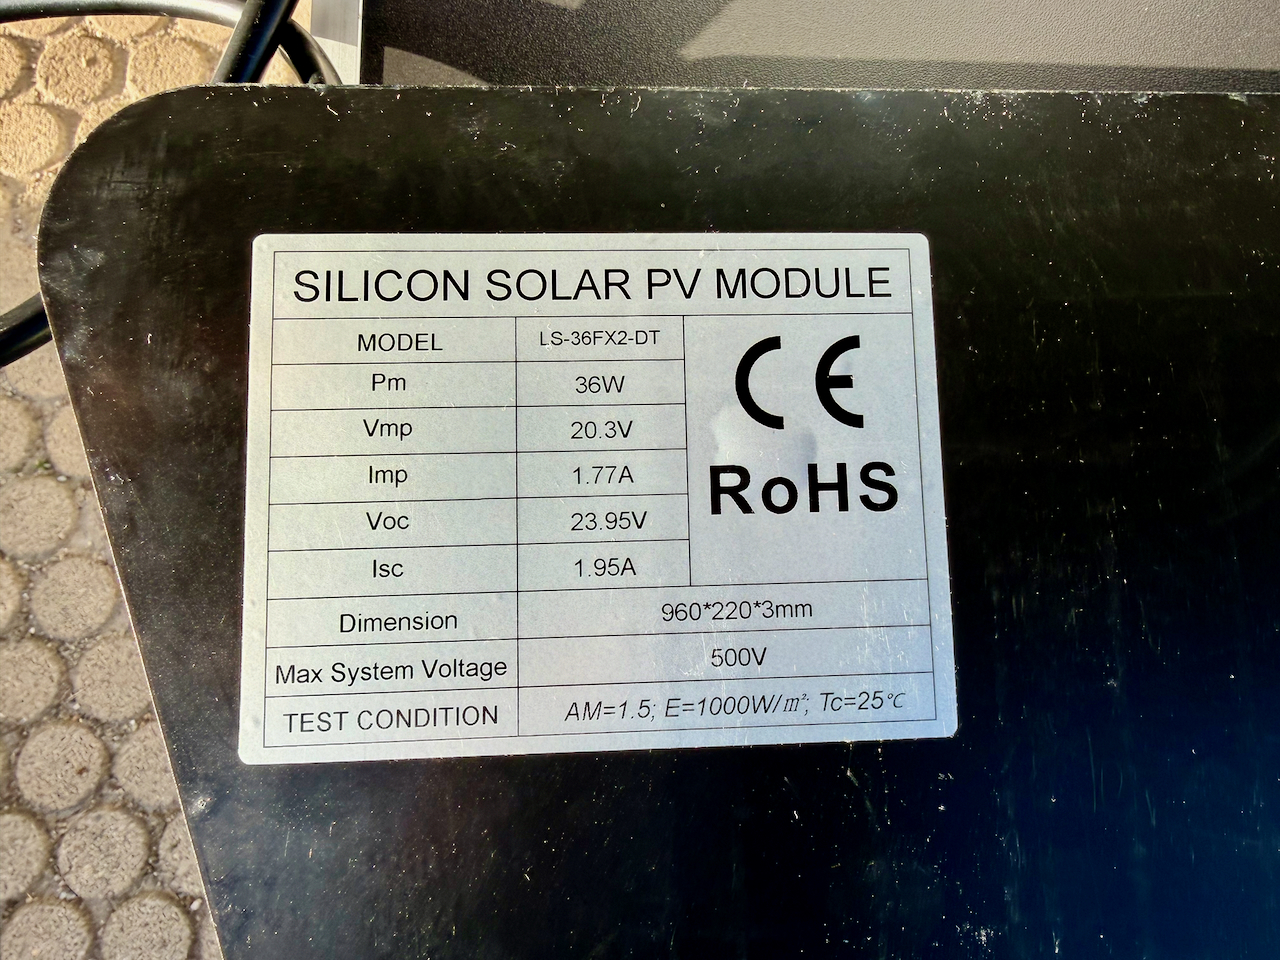 SILICON SOLAR PV MODULE
MODEL LS-36FX2-DT
Pm 36W
Vmp 20.3V
Imp 1.77A
Voc 23.95V
Isc 1.95A
CE
RoHS
Dimension 960*220*3mm
Max System Voltage 500V
TEST CONDITION AM=1.5; E=1000W/㎡; Tc=25℃